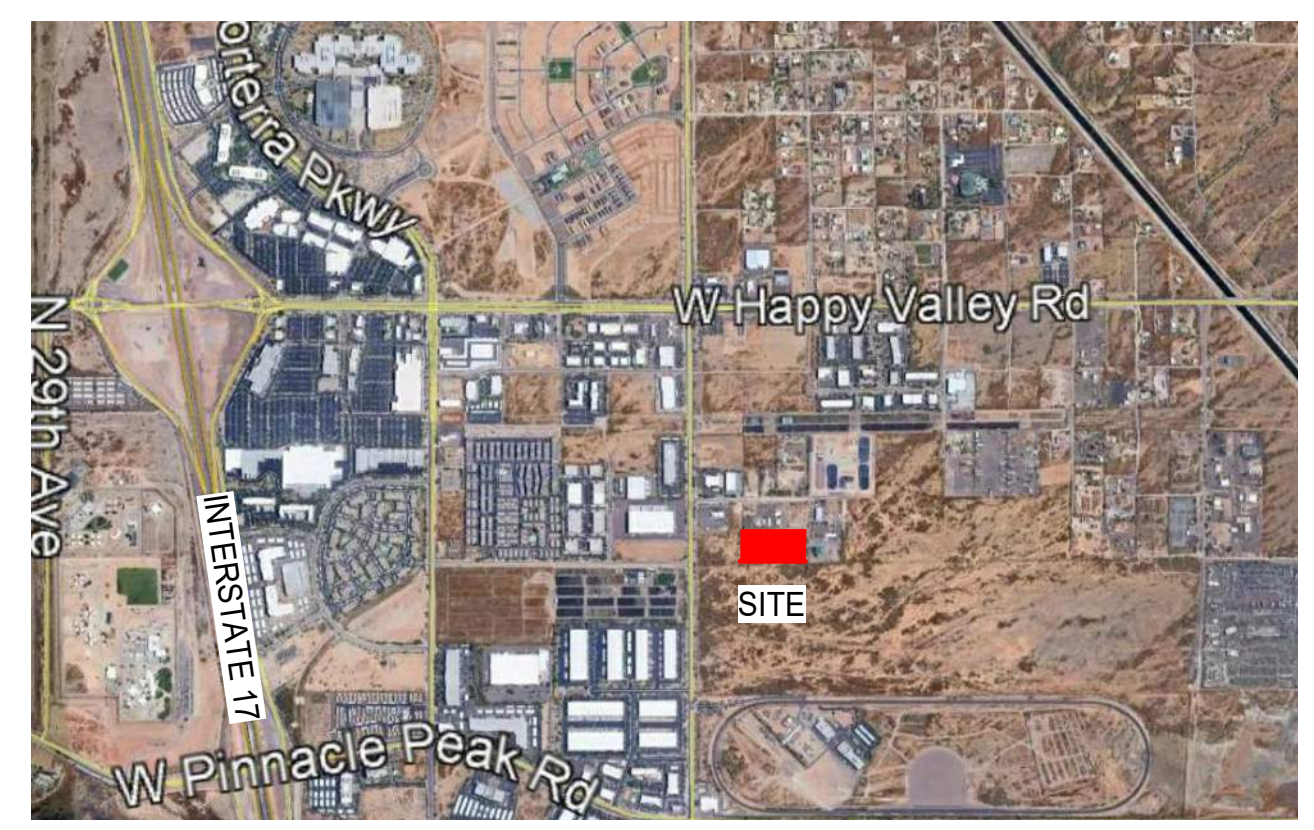 orterra Pkwy
W Happy Valley Rd
N 29th Ave
INTERSTATE 17
SITE
W Pinnacle Peak Rd